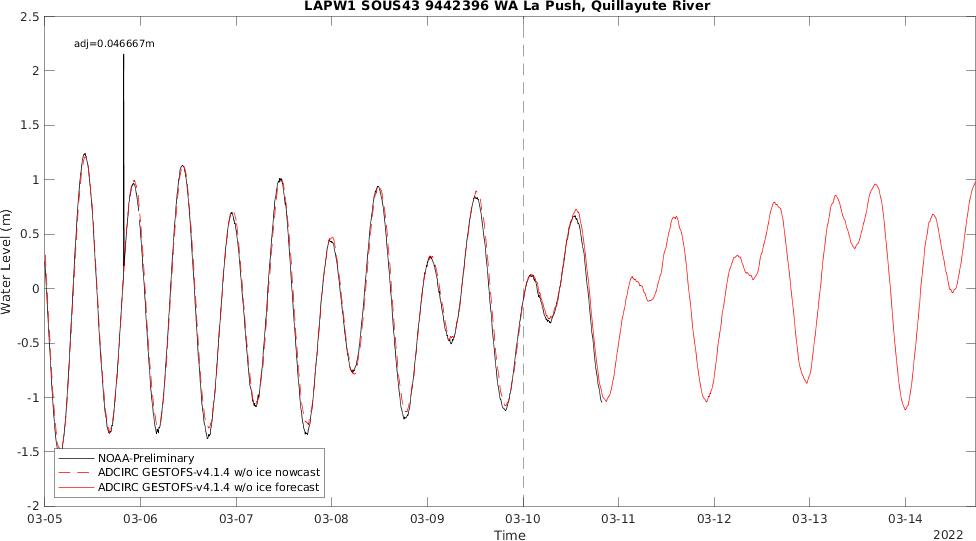 LAPW1 SOUS43 9442396 WA La Push, Quillayute River
2.5
adj=0.046667m
2
1.5
1
0.5
0
-0.5
-1
-1.5
-2
Water Level (m)
NOAA-Preliminary
ADCIRC GESTOFS-v4.1.4 w/o ice nowcast
ADCIRC GESTOFS-v4.1.4 w/o ice forecast
03-05 03-06 03-07 03-08 03-09 03-10 03-11 03-12 03-13 03-14
Time
2022